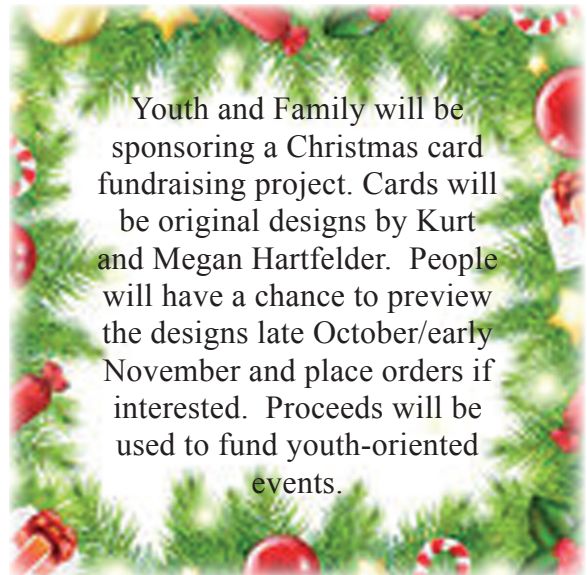 Youth and Family will be
sponsoring a Christmas card
fundraising project. Cards will
be original designs by Kurt
and Megan Hartfelder.  People
will have a chance to preview
the designs late October/early
November and place orders if
interested.  Proceeds will be
used to fund youth-oriented
events.